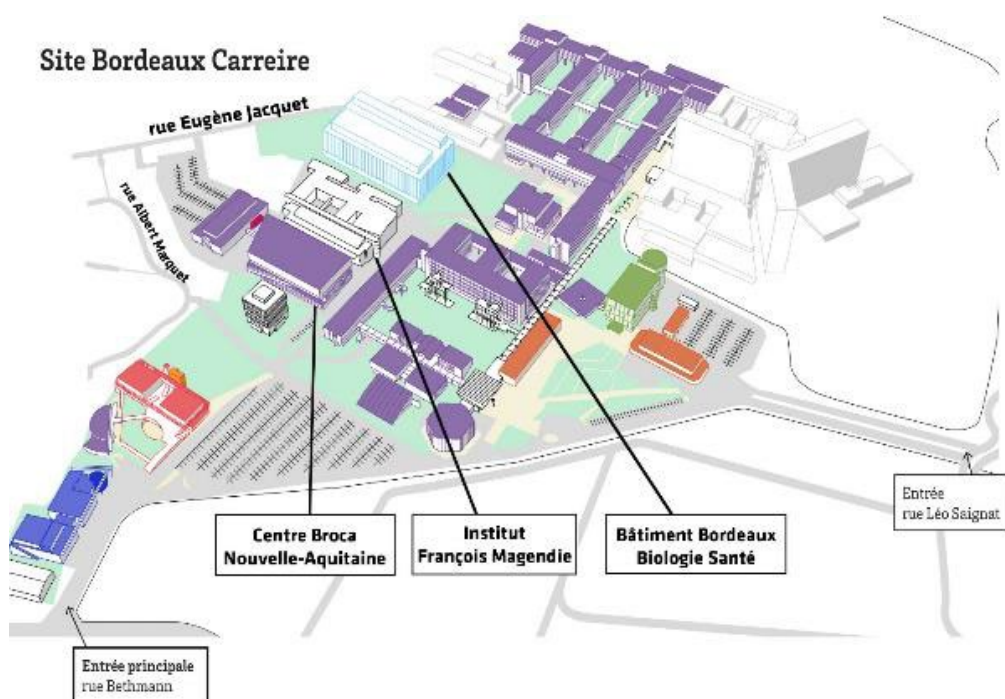 Site Bordeaux Carreire
rue Eugène Jacquet
rue Albert Marquet
Centre Broca
Nouvelle-Aquitaine
Institut
François Magendie
Bâtiment Bordeaux
Biologie Santé
Entrée
rue Léo Saignat
Entrée principale
rue Bethmann